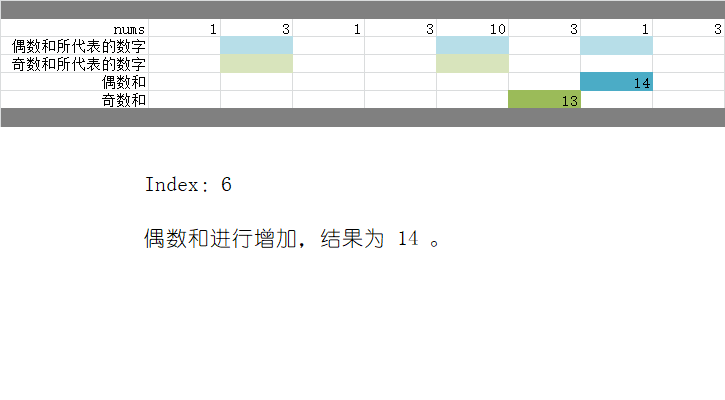 nums 1 3 1 3 10 3 1 3
偶数和所代表的数字
奇数和所代表的数字
偶数和 14
奇数和 13
Index: 6
偶数和进行增加，结果为 14 。